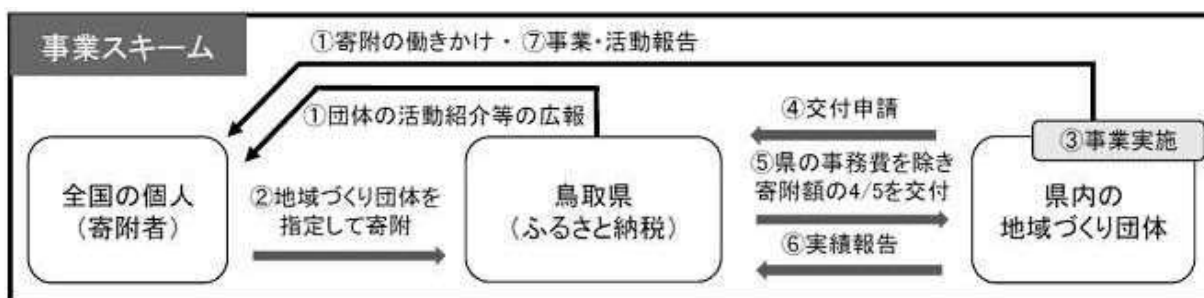 事業スキーム
①寄附の働きかけ・⑦事業・活動報告
①団体の活動紹介等の広報
④交付申請
③事業実施
全国の個人
（寄附者）
②地域づくり団体を
指定して寄附
鳥取県
（ふるさと納税）
⑤県の事務費を除き
寄附額の4/5を交付
⑥実績報告
県内の
地域づくり団体